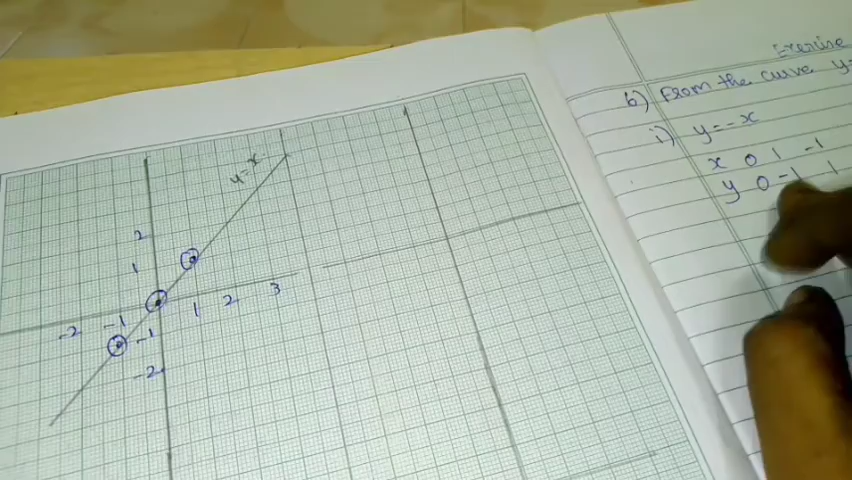 y=x
2
1
-2 -1 1 2 3
-1
-2
Exercise
6) From the curve y=
i) y=-x
x 0 1 -1
y 0 -1 1